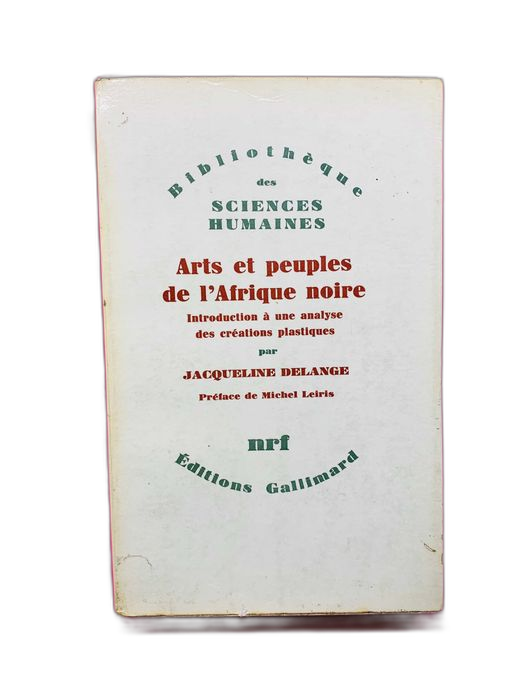 Bibliothèque
des
SCIENCES
HUMAINES
Arts et peuples
de l'Afrique noire
Introduction à une analyse
des créations plastiques
par
JACQUELINE DELANGE
Préface de Michel Leiris
nrf
Éditions Gallimard